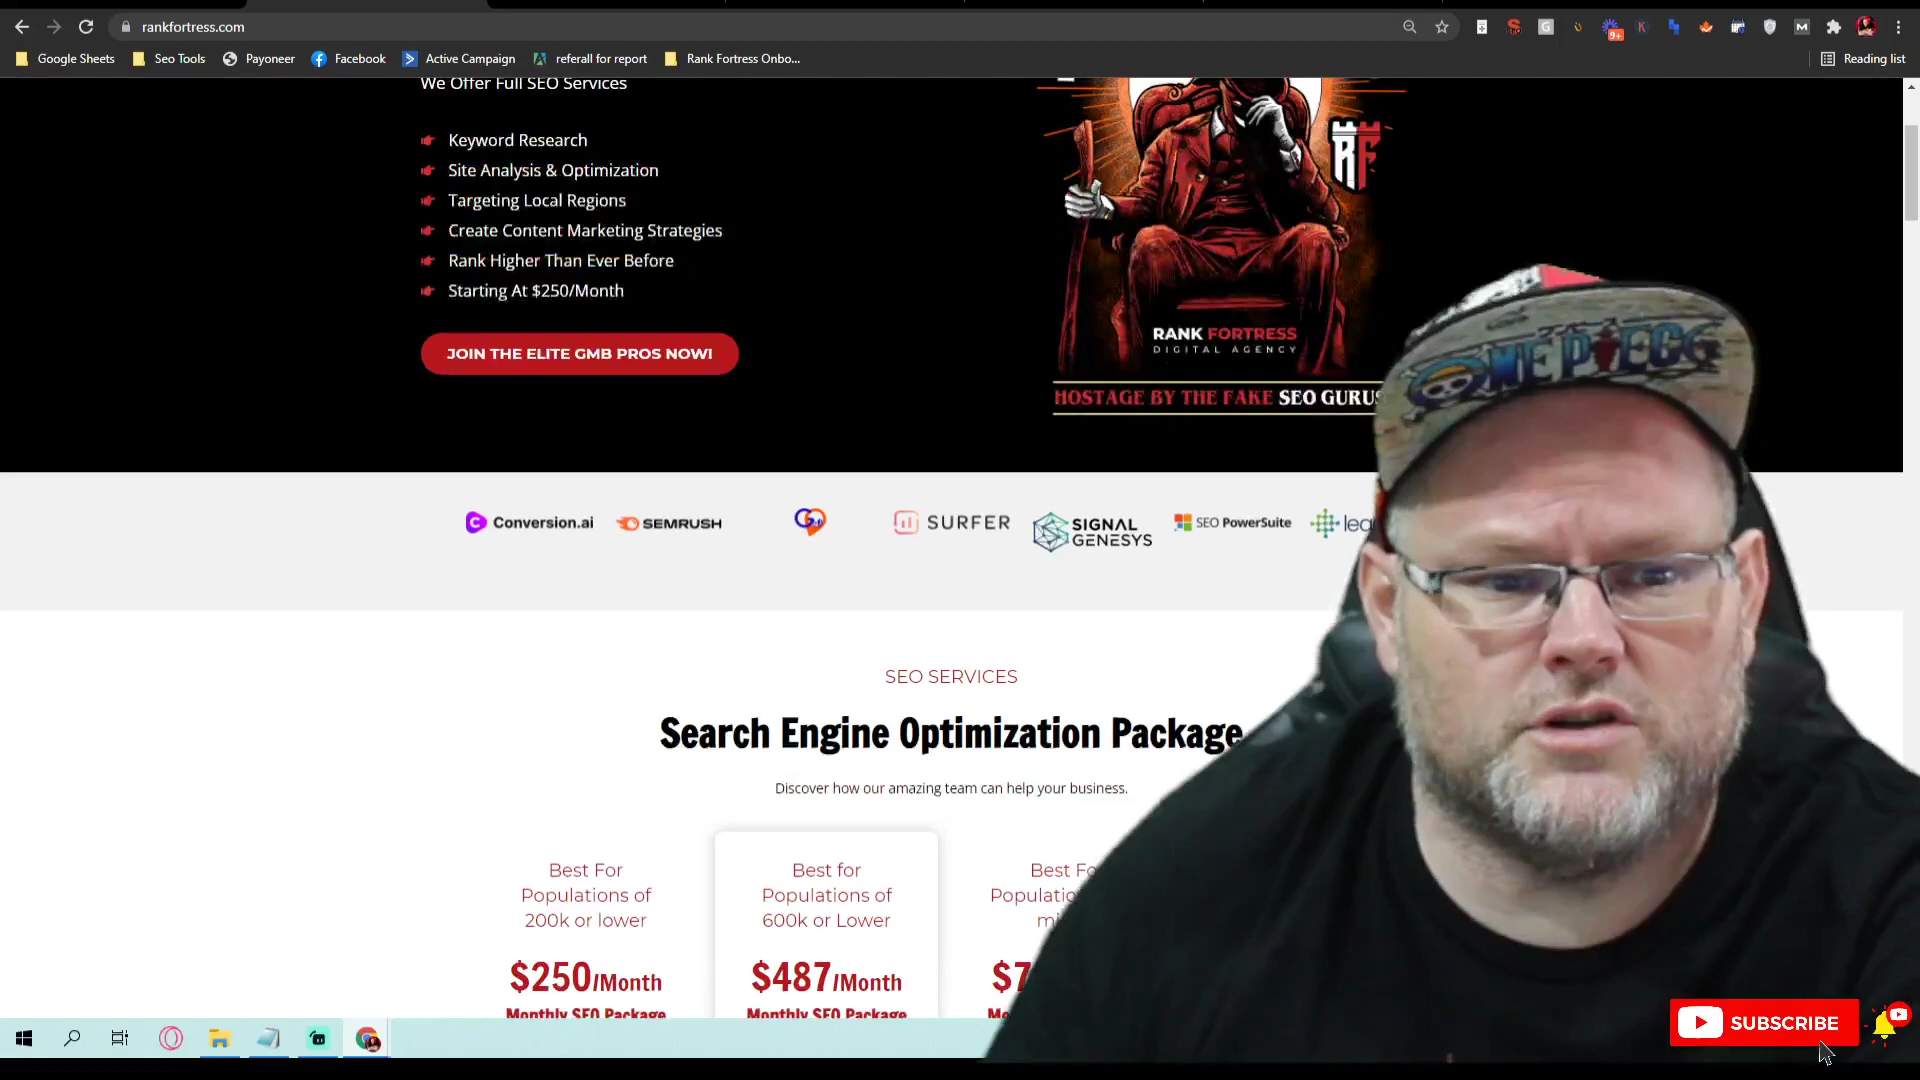 rankfortress.com
9+
Google Sheets
Seo Tools
Payoneer
Facebook
Active Campaign
referall for report
Rank Fortress Onbo...
Reading list
We Offer Full SEO Services
Keyword Research
Site Analysis & Optimization
Targeting Local Regions
Create Content Marketing Strategies
Rank Higher Than Ever Before
Starting At $250/Month
JOIN THE ELITE GMB PROS NOW!
RF
RANK FORTRESS
DIGITAL AGENCY
HOSTAGE BY THE FAKE SEO GURUS
ONE PIECE
Conversion.ai
SEMRUSH
SURFER
SIGNAL
GENESYS
SEO PowerSuite
SEO SERVICES
Search Engine Optimization Package
Discover how our amazing team can help your business.
Best For
Populations of
200k or lower
$250/Month
Monthly SEO Package
Best for
Populations of
600k or Lower
$487/Month
Monthly SEO Package
SUBSCRIBE